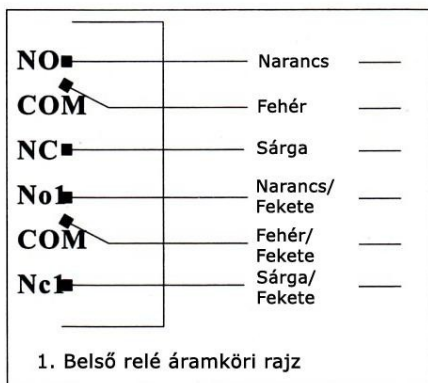 NO Narancs
COM Fehér
NC Sárga
No1 Narancs/
Fekete
COM Fehér/
Fekete
Nc1 Sárga/
Fekete
1. Belső relé áramköri rajz